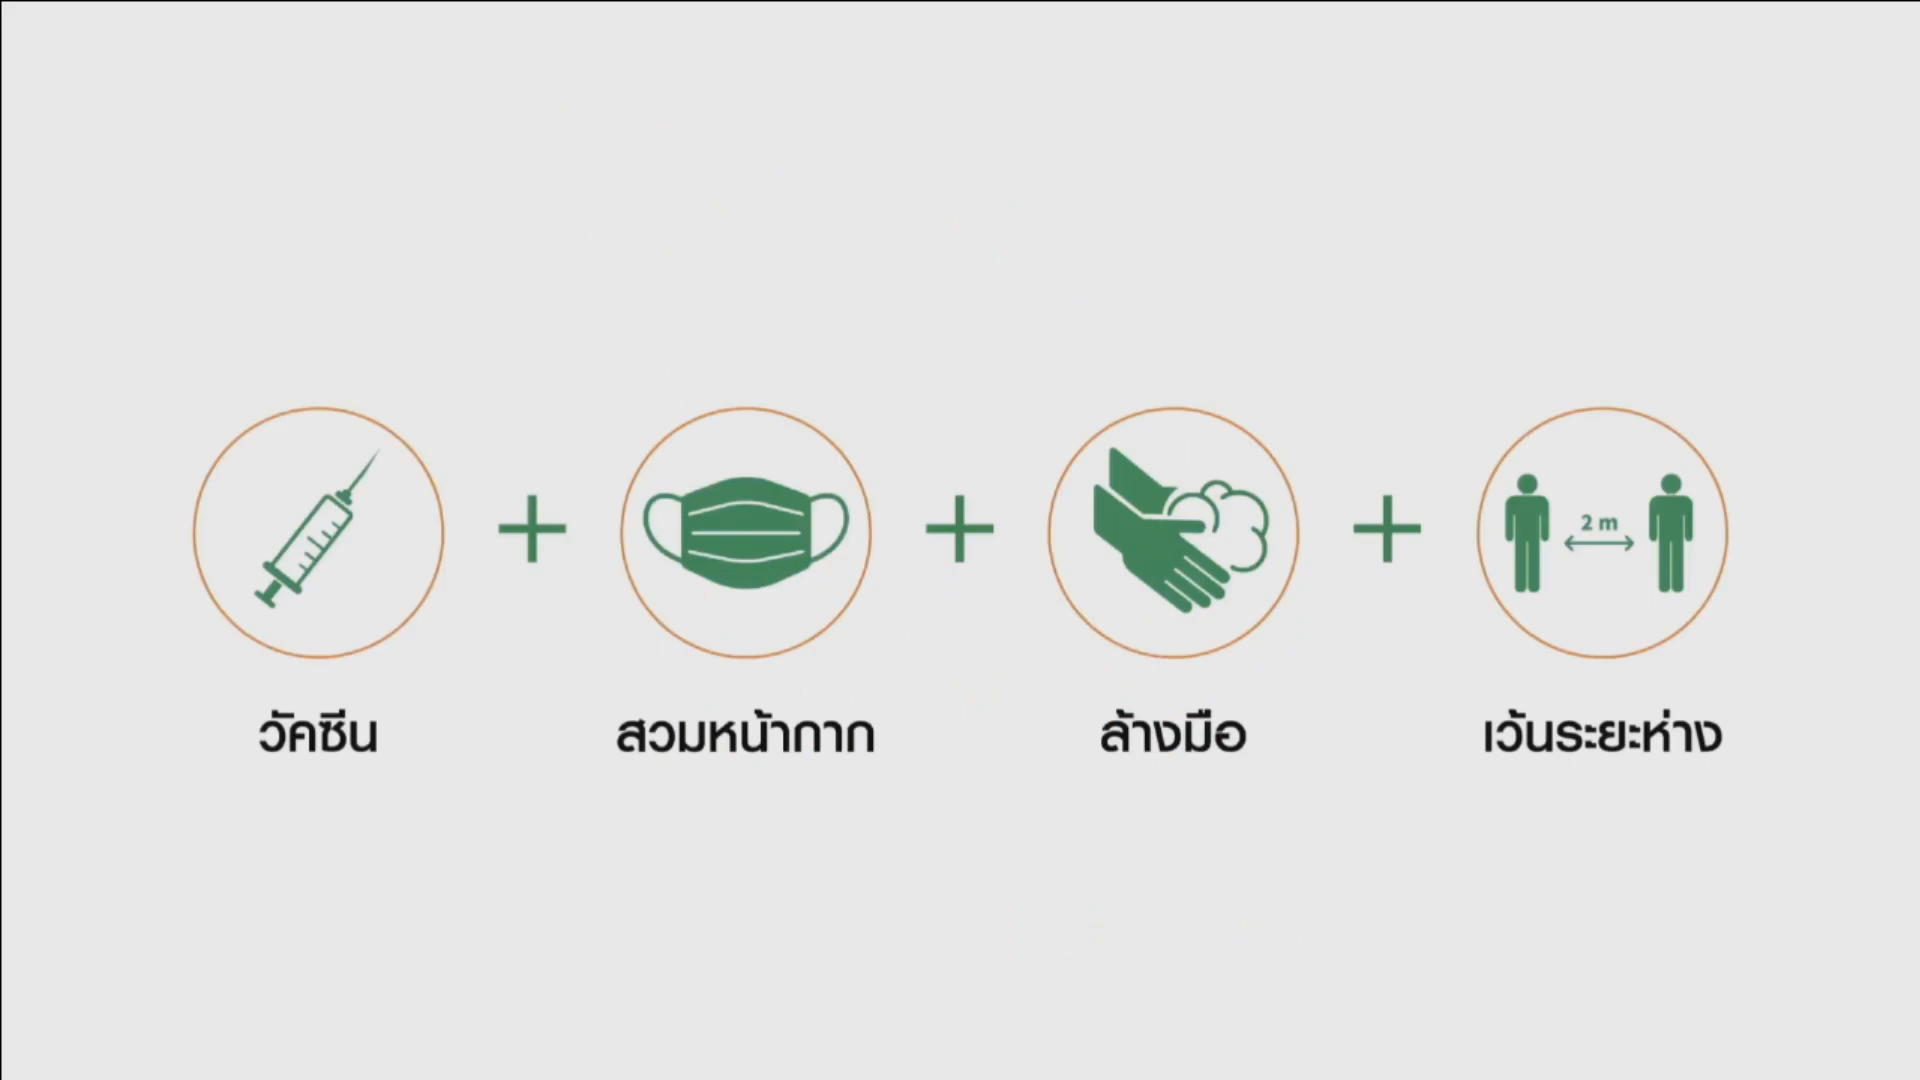 2 m
วัคซีน
สวมหน้ากาก
ล้างมือ
เว้นระยะห่าง